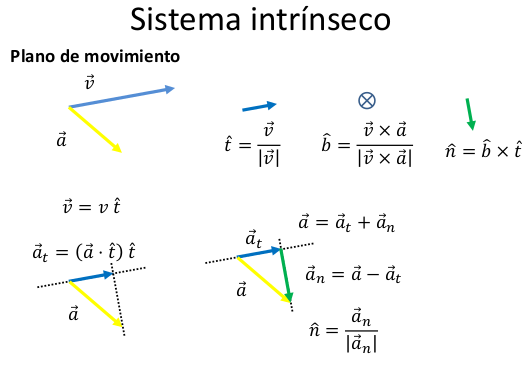 Sistema intrínseco
Plano de movimiento
$\vec{v}$
$\vec{a}$
$\hat{t} = \frac{\vec{v}}{|\vec{v}|}$
$\hat{b} = \frac{\vec{v} \times \vec{a}}{|\vec{v} \times \vec{a}|}$
$\hat{n} = \hat{b} \times \hat{t}$
$\vec{v} = v\,\hat{t}$
$\vec{a}_t = (\vec{a} \cdot \hat{t})\,\hat{t}$
$\vec{a}$
$\vec{a}_t$
$\vec{a}$
$\vec{a} = \vec{a}_t + \vec{a}_n$
$\vec{a}_n = \vec{a} - \vec{a}_t$
$\hat{n} = \frac{\vec{a}_n}{|\vec{a}_n|}$